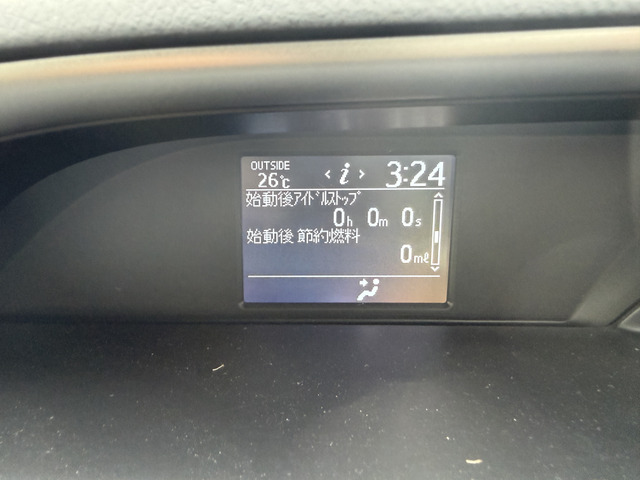 OUTSIDE
26℃ < i > 3:24
始動後アイドルストップ
0h 0m 0s
始動後 節約燃料
0mℓ